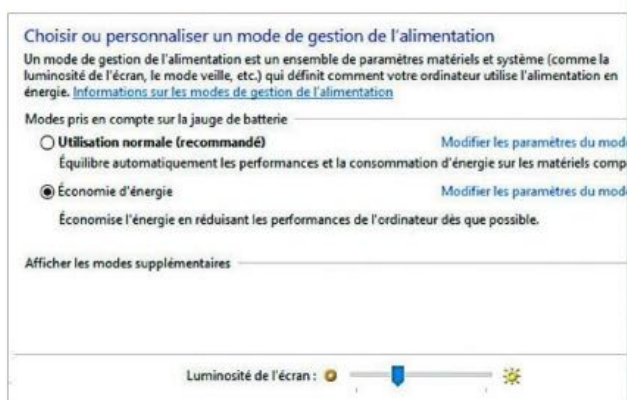 Choisir ou personnaliser un mode de gestion de l'alimentation
Un mode de gestion de l'alimentation est un ensemble de paramètres matériels et système (comme la
luminosité de l'écran, le mode veille, etc.) qui définit comment votre ordinateur utilise l'alimentation en
énergie. Informations sur les modes de gestion de l'alimentation
Modes pris en compte sur la jauge de batterie
Utilisation normale (recommandé) Modifier les paramètres du mode
Équilibre automatiquement les performances et la consommation d'énergie sur les matériels comp
Économie d'énergie Modifier les paramètres du mode
Économise l'énergie en réduisant les performances de l'ordinateur dès que possible.
Afficher les modes supplémentaires
Luminosité de l'écran :